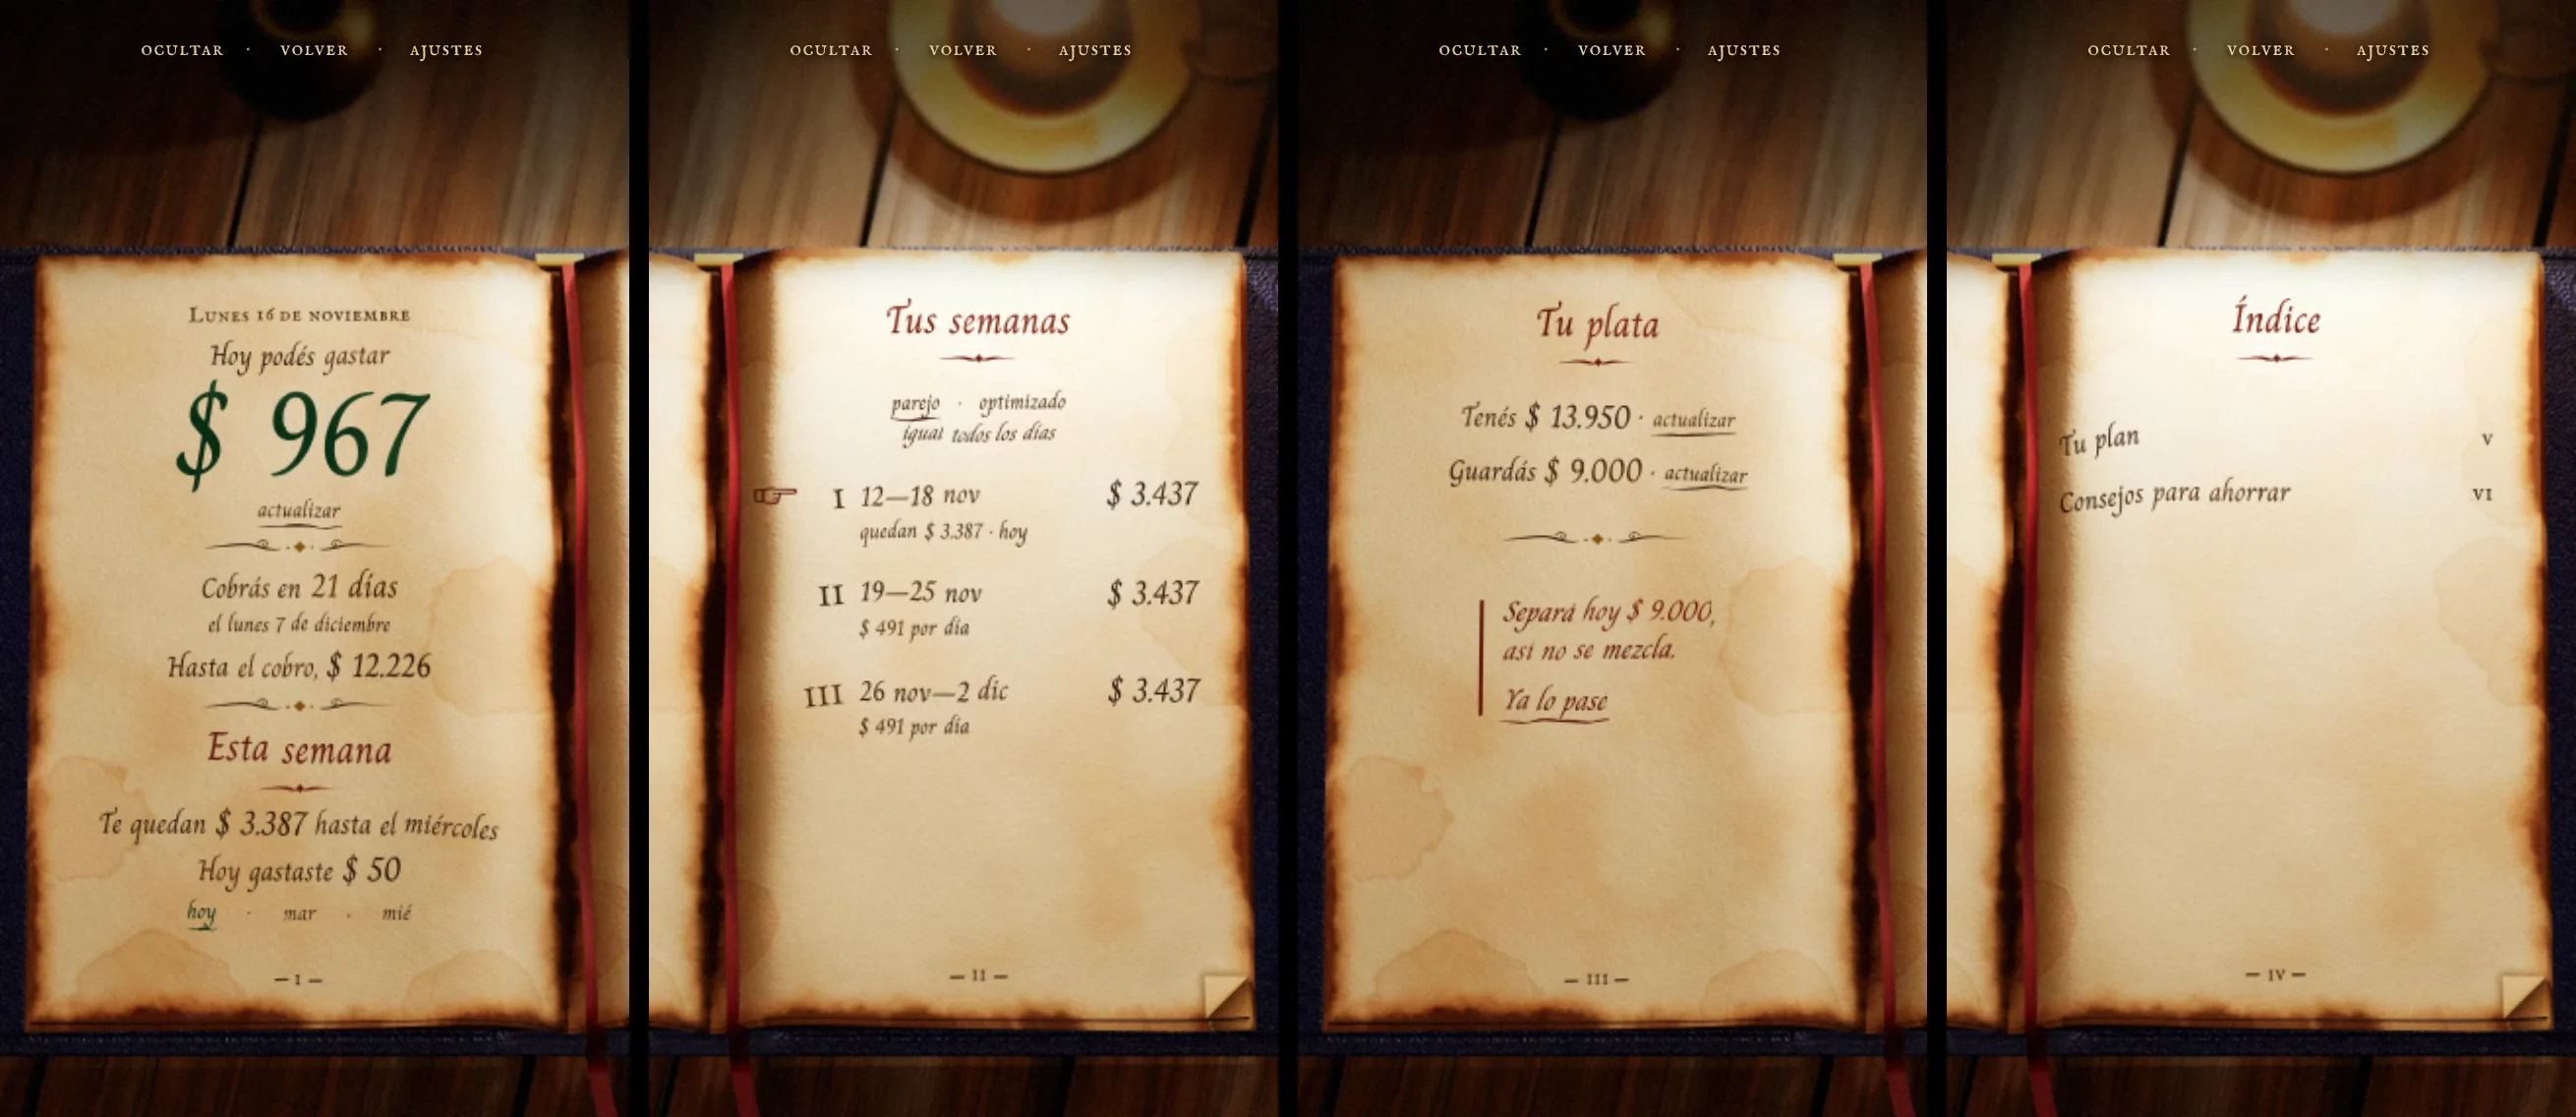 OCULTAR · VOLVER · AJUSTES
LUNES 16 DE NOVIEMBRE
Hoy podés gastar
$ 967
actualizar
Cobrás en 21 días
el lunes 7 de diciembre
Hasta el cobro, $ 12.226
Esta semana
Te quedan $ 3.387 hasta el miércoles
Hoy gastaste $ 50
hoy · mar · mié
— I —
OCULTAR · VOLVER · AJUSTES
Tus semanas
parejo · optimizado
igual todos los días
I 12—18 nov $ 3.437
quedan $ 3.387 · hoy
II 19—25 nov $ 3.437
$ 491 por día
III 26 nov—2 dic $ 3.437
$ 491 por día
— II —
OCULTAR · VOLVER · AJUSTES
Tu plata
Tenés $ 13.950 · actualizar
Guardás $ 9.000 · actualizar
Separá hoy $ 9.000,
así no se mezcla.
Ya lo pasé
— III —
OCULTAR · VOLVER · AJUSTES
Índice
Tu plan V
Consejos para ahorrar VI
— IV —